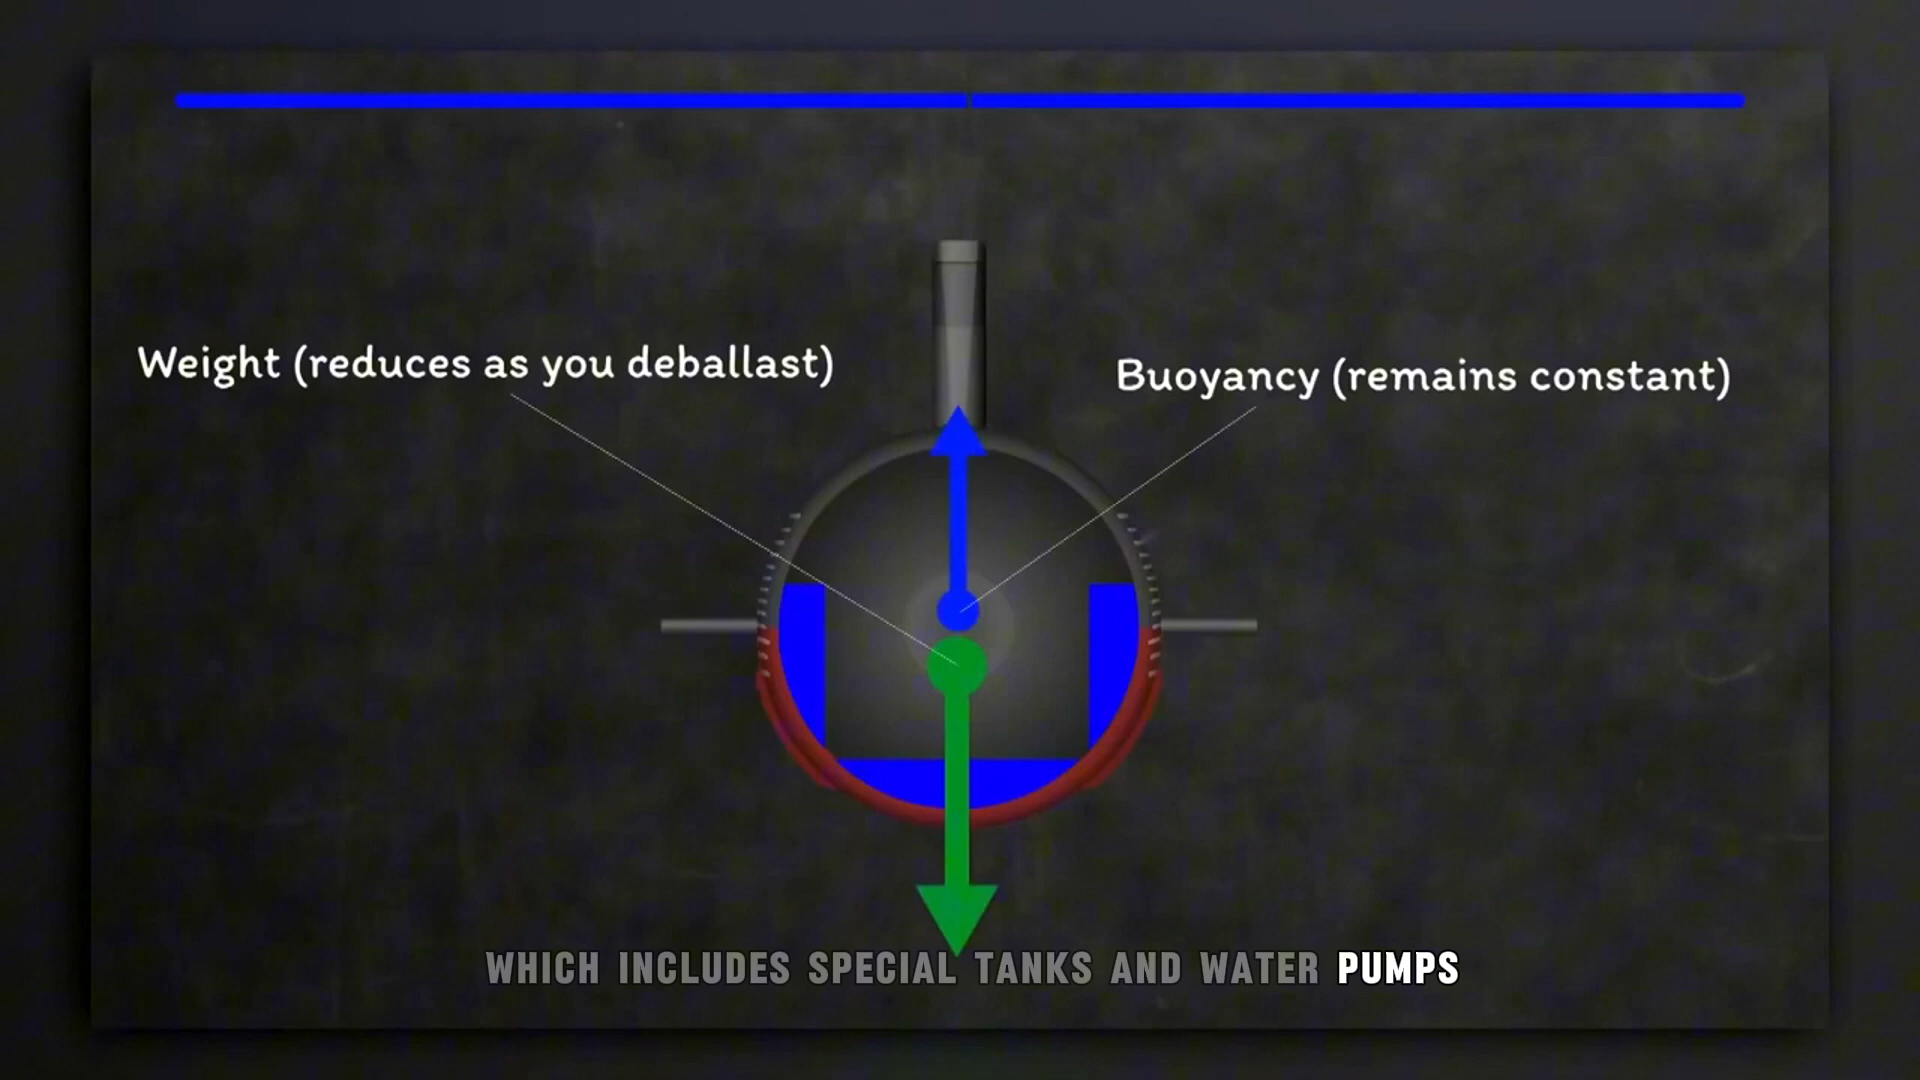 Weight (reduces as you deballast)
Buoyancy (remains constant)
WHICH INCLUDES SPECIAL TANKS AND WATER PUMPS